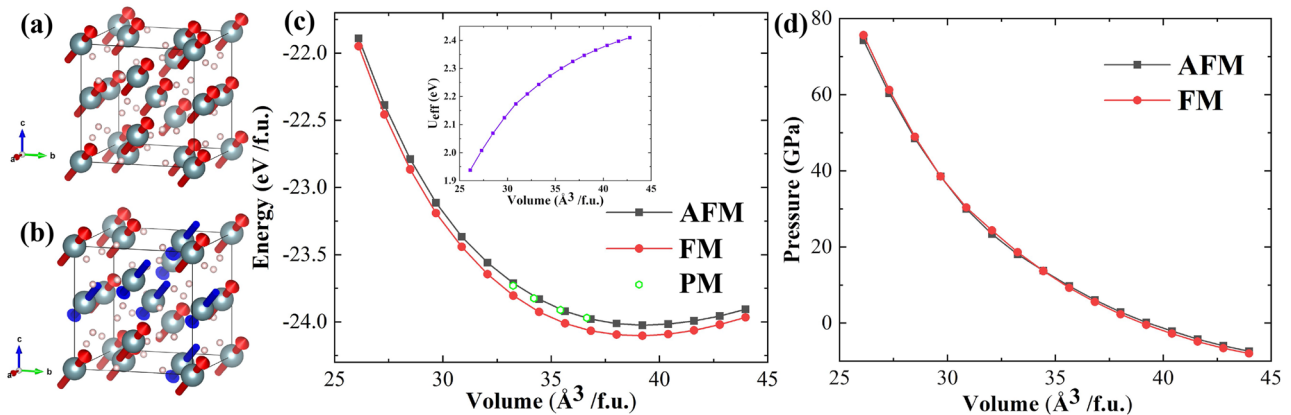 (a)
c
a
b
(b)
c
a
b
(c)
Energy (eV /f.u.)
-22.0
-22.5
-23.0
-23.5
-24.0
25
30
35
40
45
Volume (Å3 /f.u.)
Ueff (eV)
2.4
2.3
2.2
2.1
2.0
1.9
25
30
35
40
45
Volume (Å3 /f.u.)
AFM
FM
PM
(d)
Pressure (GPa)
80
60
40
20
0
25
30
35
40
45
Volume (Å3 /f.u.)
AFM
FM